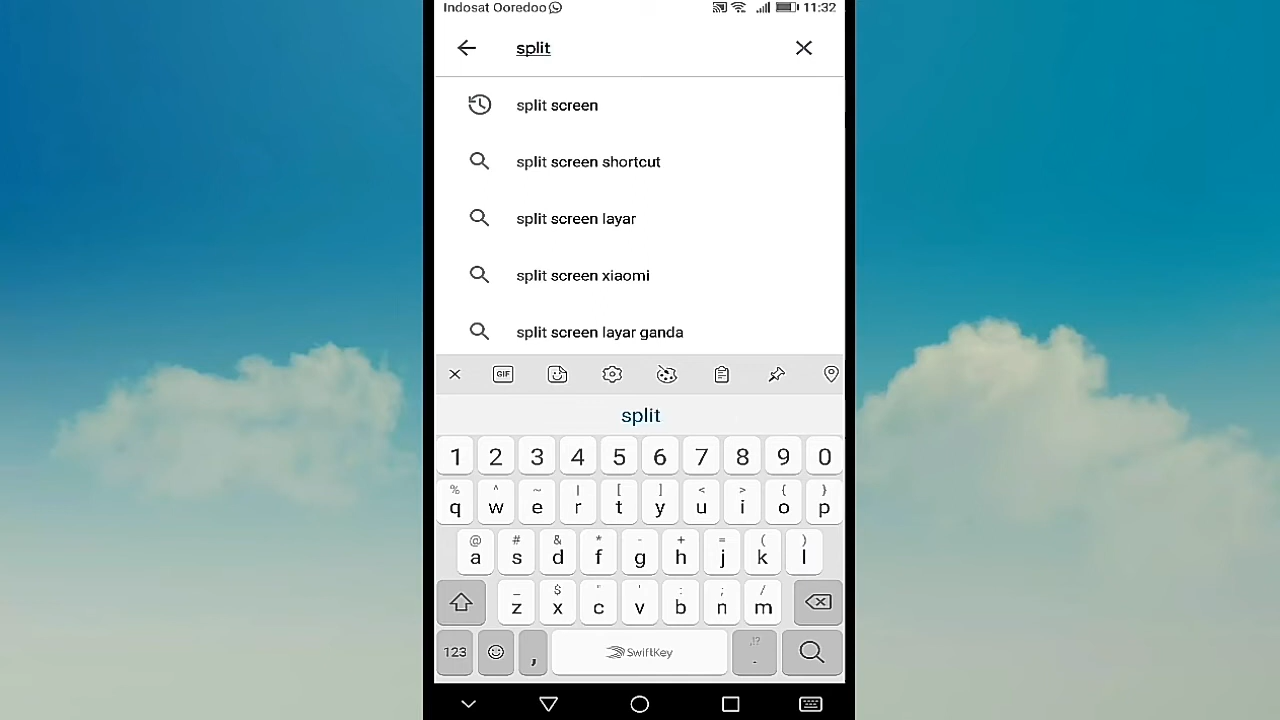 Indosat Ooredoo 11:32
split
split screen
split screen shortcut
split screen layar
split screen xiaomi
split screen layar ganda
GIF
split
1 2 3 4 5 6 7 8 9 0
% ^ ~ | [ ] < > { }
q w e r t y u i o p
@ # & * - + = ( )
a s d f g h j k l
_ $ " ' : ; /
z x c v b n m
,!?
123 , SwiftKey .